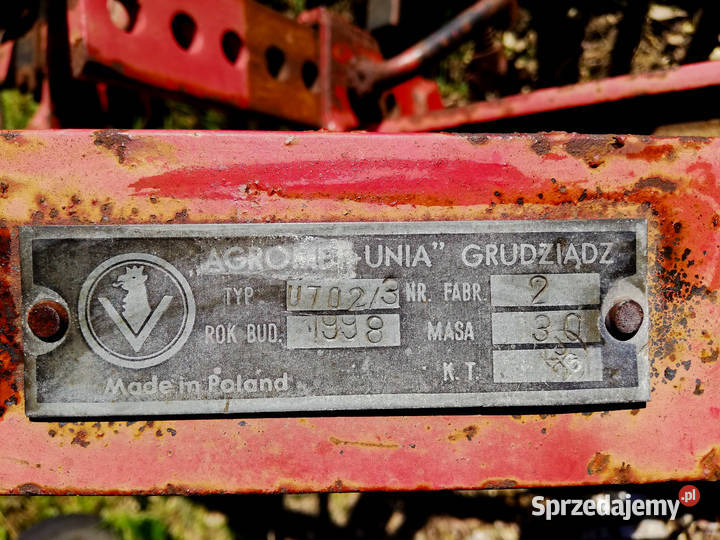 „AGROMET-UNIA” GRUDZIĄDZ
TYP U702/3 NR. FABR. 2
ROK BUD. 1998 MASA 30
K. T.
Made in Poland
Sprzedajemy.pl